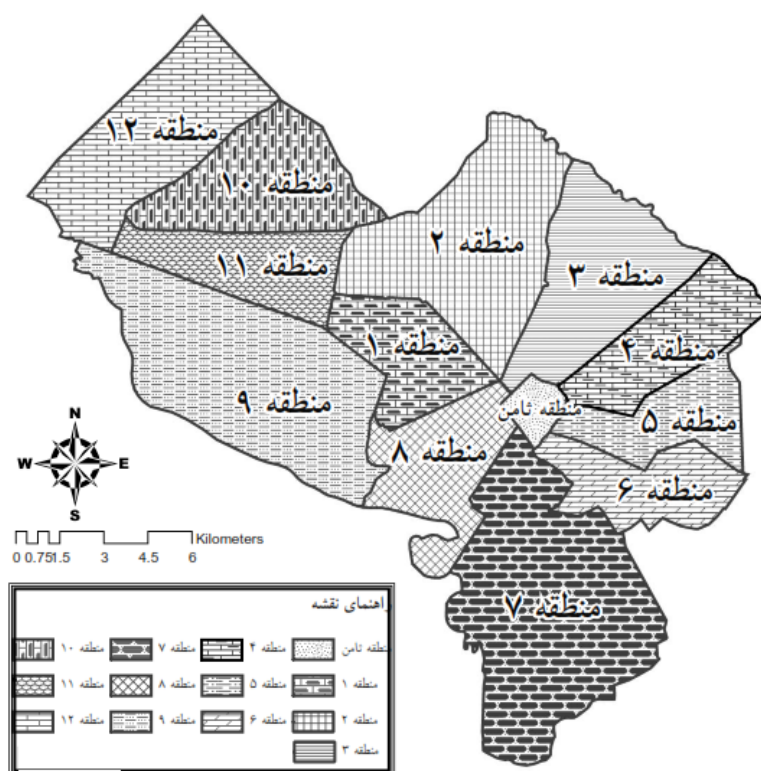 منطقه ۱۲
منطقه ۱۰
منطقه ۲
منطقه ۱۱
منطقه ۳
منطقه ۱
منطقه ۴
منطقه ۹
منطقه ثامن
منطقه ۵
منطقه ۸
منطقه ۶
منطقه ۷
N
W E
S
Kilometers
0 0.75 1.5 3 4.5 6
راهنمای نقشه
منطقه ثامن منطقه ۴ منطقه ۷ منطقه ۱۰
منطقه ۱ منطقه ۵ منطقه ۸ منطقه ۱۱
منطقه ۲ منطقه ۶ منطقه ۹ منطقه ۱۲
منطقه ۳